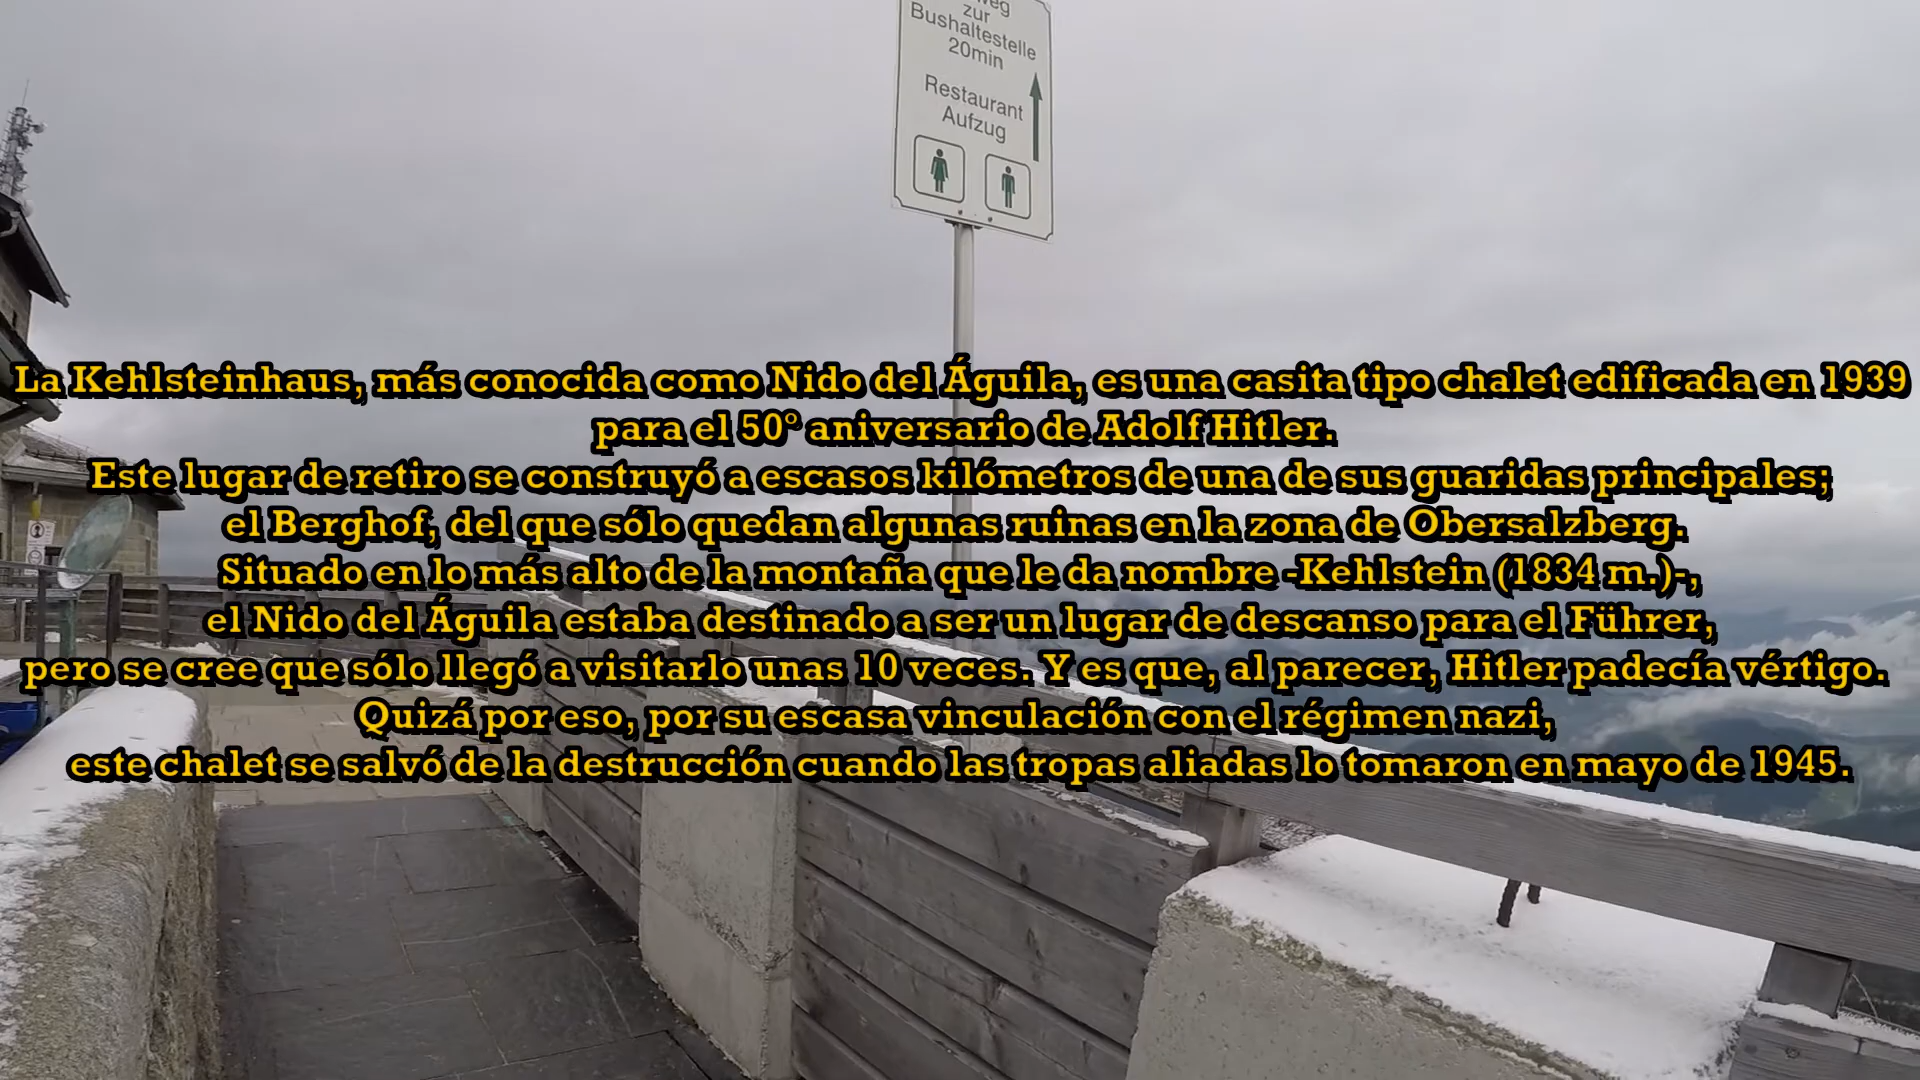 zur
Bushaltestelle
20min
Restaurant
Aufzug
La Kehlsteinhaus, más conocida como Nido del Águila, es una casita tipo chalet edificada en 1939
para el 50º aniversario de Adolf Hitler.
Este lugar de retiro se construyó a escasos kilómetros de una de sus guaridas principales;
el Berghof, del que sólo quedan algunas ruinas en la zona de Obersalzberg.
Situado en lo más alto de la montaña que le da nombre -Kehlstein (1834 m.)-,
el Nido del Águila estaba destinado a ser un lugar de descanso para el Führer,
pero se cree que sólo llegó a visitarlo unas 10 veces. Y es que, al parecer, Hitler padecía vértigo.
Quizá por eso, por su escasa vinculación con el régimen nazi,
este chalet se salvó de la destrucción cuando las tropas aliadas lo tomaron en mayo de 1945.